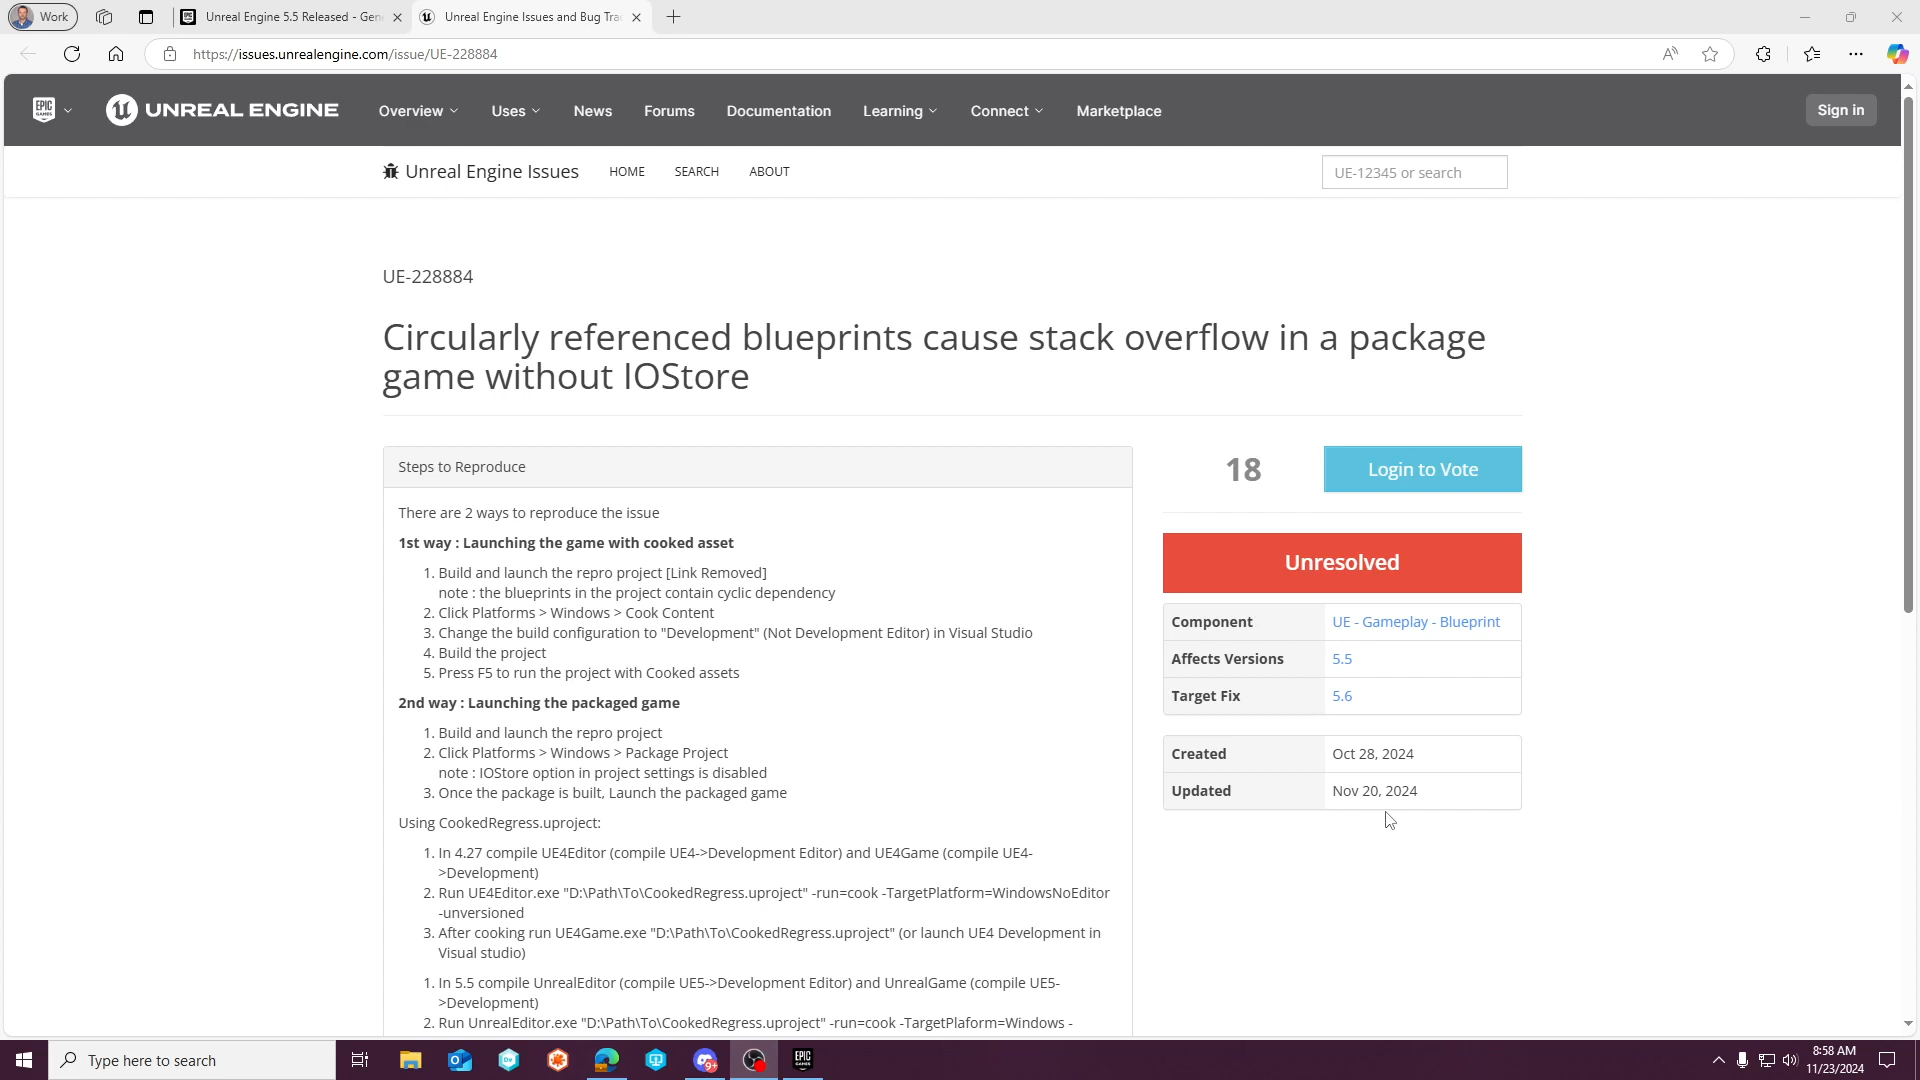 Work
Unreal Engine 5.5 Released - Gen
Unreal Engine Issues and Bug Tra
https://issues.unrealengine.com/issue/UE-228884
EPIC GAMES
UNREAL ENGINE
Overview
Uses
News
Forums
Documentation
Learning
Connect
Marketplace
Sign in
Unreal Engine Issues
HOME
SEARCH
ABOUT
UE-12345 or search
UE-228884
Circularly referenced blueprints cause stack overflow in a package
game without IOStore
Steps to Reproduce
There are 2 ways to reproduce the issue
1st way : Launching the game with cooked asset
1. Build and launch the repro project [Link Removed]
note : the blueprints in the project contain cyclic dependency
2. Click Platforms > Windows > Cook Content
3. Change the build configuration to "Development" (Not Development Editor) in Visual Studio
4. Build the project
5. Press F5 to run the project with Cooked assets
2nd way : Launching the packaged game
1. Build and launch the repro project
2. Click Platforms > Windows > Package Project
note : IOStore option in project settings is disabled
3. Once the package is built, Launch the packaged game
Using CookedRegress.uproject:
1. In 4.27 compile UE4Editor (compile UE4->Development Editor) and UE4Game (compile UE4-
>Development)
2. Run UE4Editor.exe "D:\Path\To\CookedRegress.uproject" -run=cook -TargetPlatform=WindowsNoEditor
-unversioned
3. After cooking run UE4Game.exe "D:\Path\To\CookedRegress.uproject" (or launch UE4 Development in
Visual studio)
1. In 5.5 compile UnrealEditor (compile UE5->Development Editor) and UnrealGame (compile UE5-
>Development)
2. Run UnrealEditor.exe "D:\Path\To\CookedRegress.uproject" -run=cook -TargetPlaform=Windows -
18
Login to Vote
Unresolved
Component UE - Gameplay - Blueprint
Affects Versions 5.5
Target Fix 5.6
Created Oct 28, 2024
Updated Nov 20, 2024
Type here to search
9+
EPIC GAMES
8:58 AM
11/23/2024